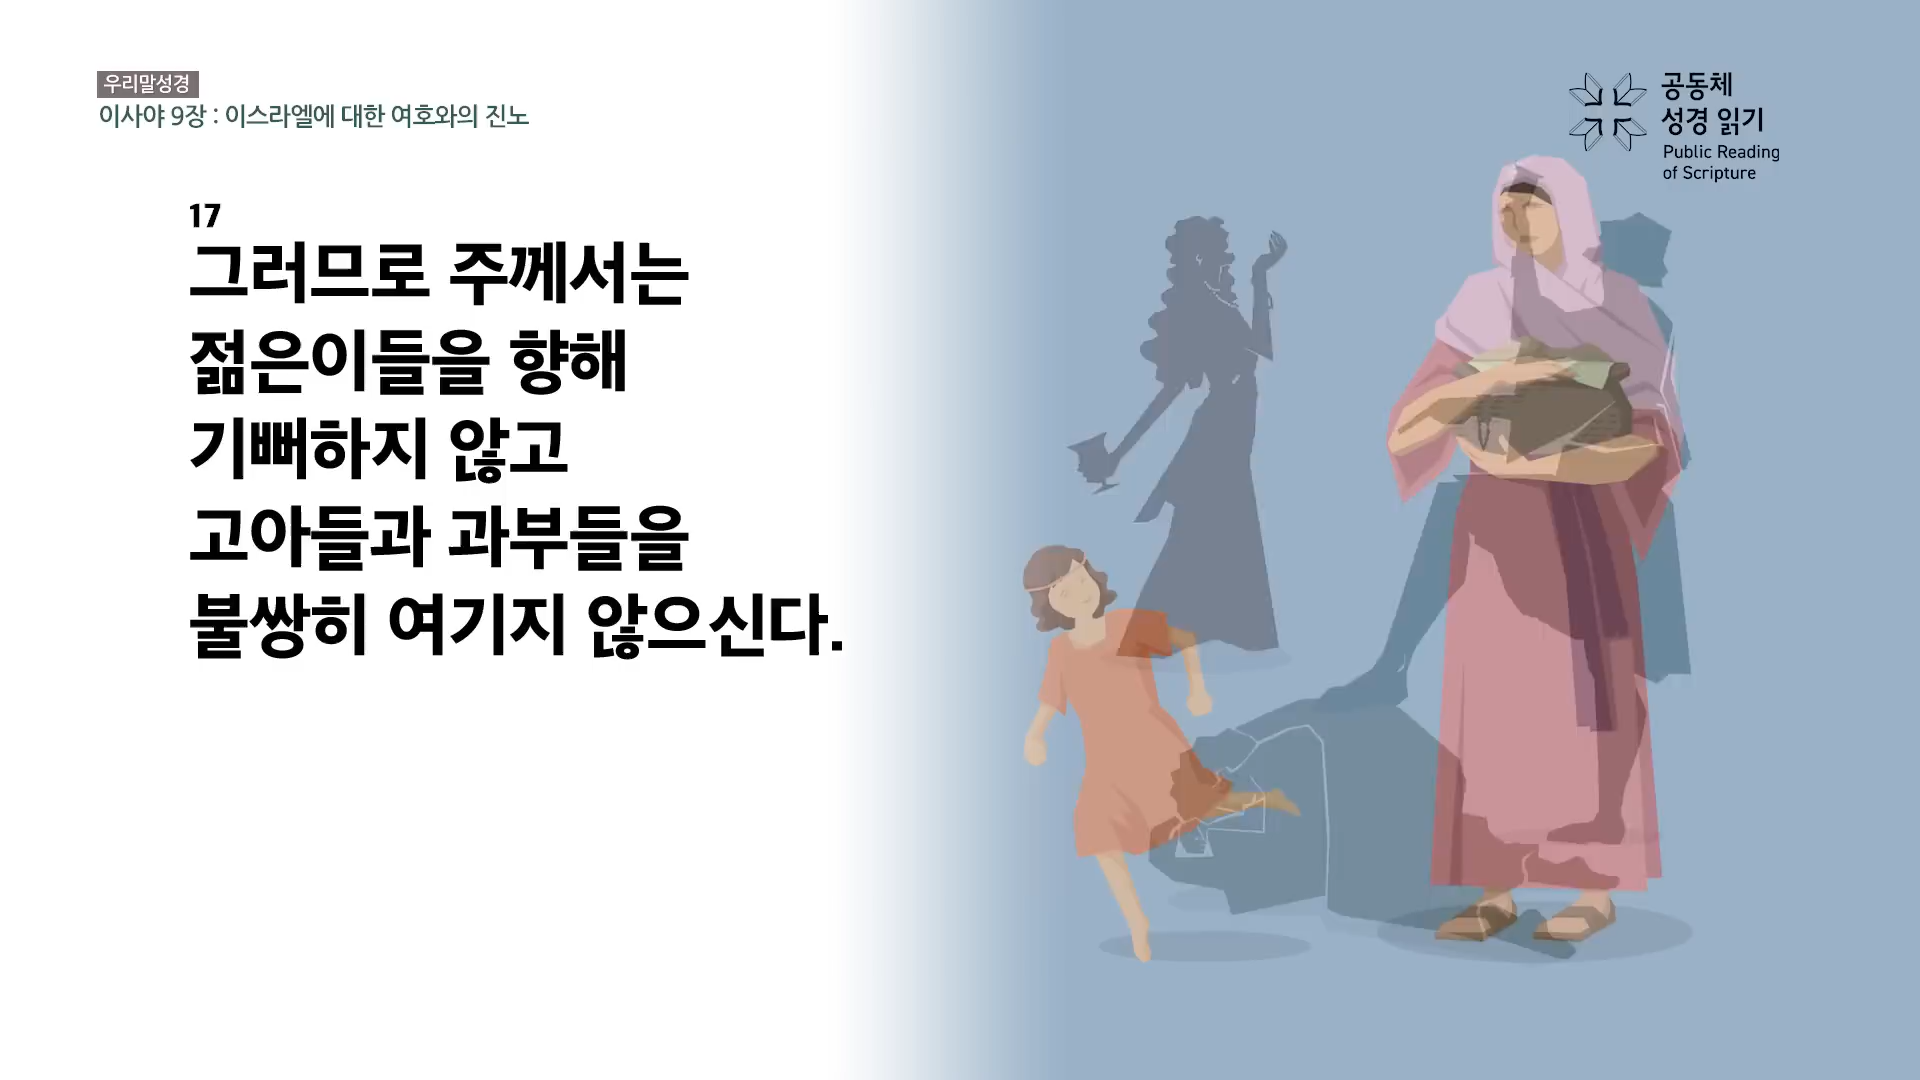 우리말성경
이사야 9장 : 이스라엘에 대한 여호와의 진노
공동체
성경 읽기
Public Reading
of Scripture
17
그러므로 주께서는
젊은이들을 향해
기뻐하지 않고
고아들과 과부들을
불쌍히 여기지 않으신다.